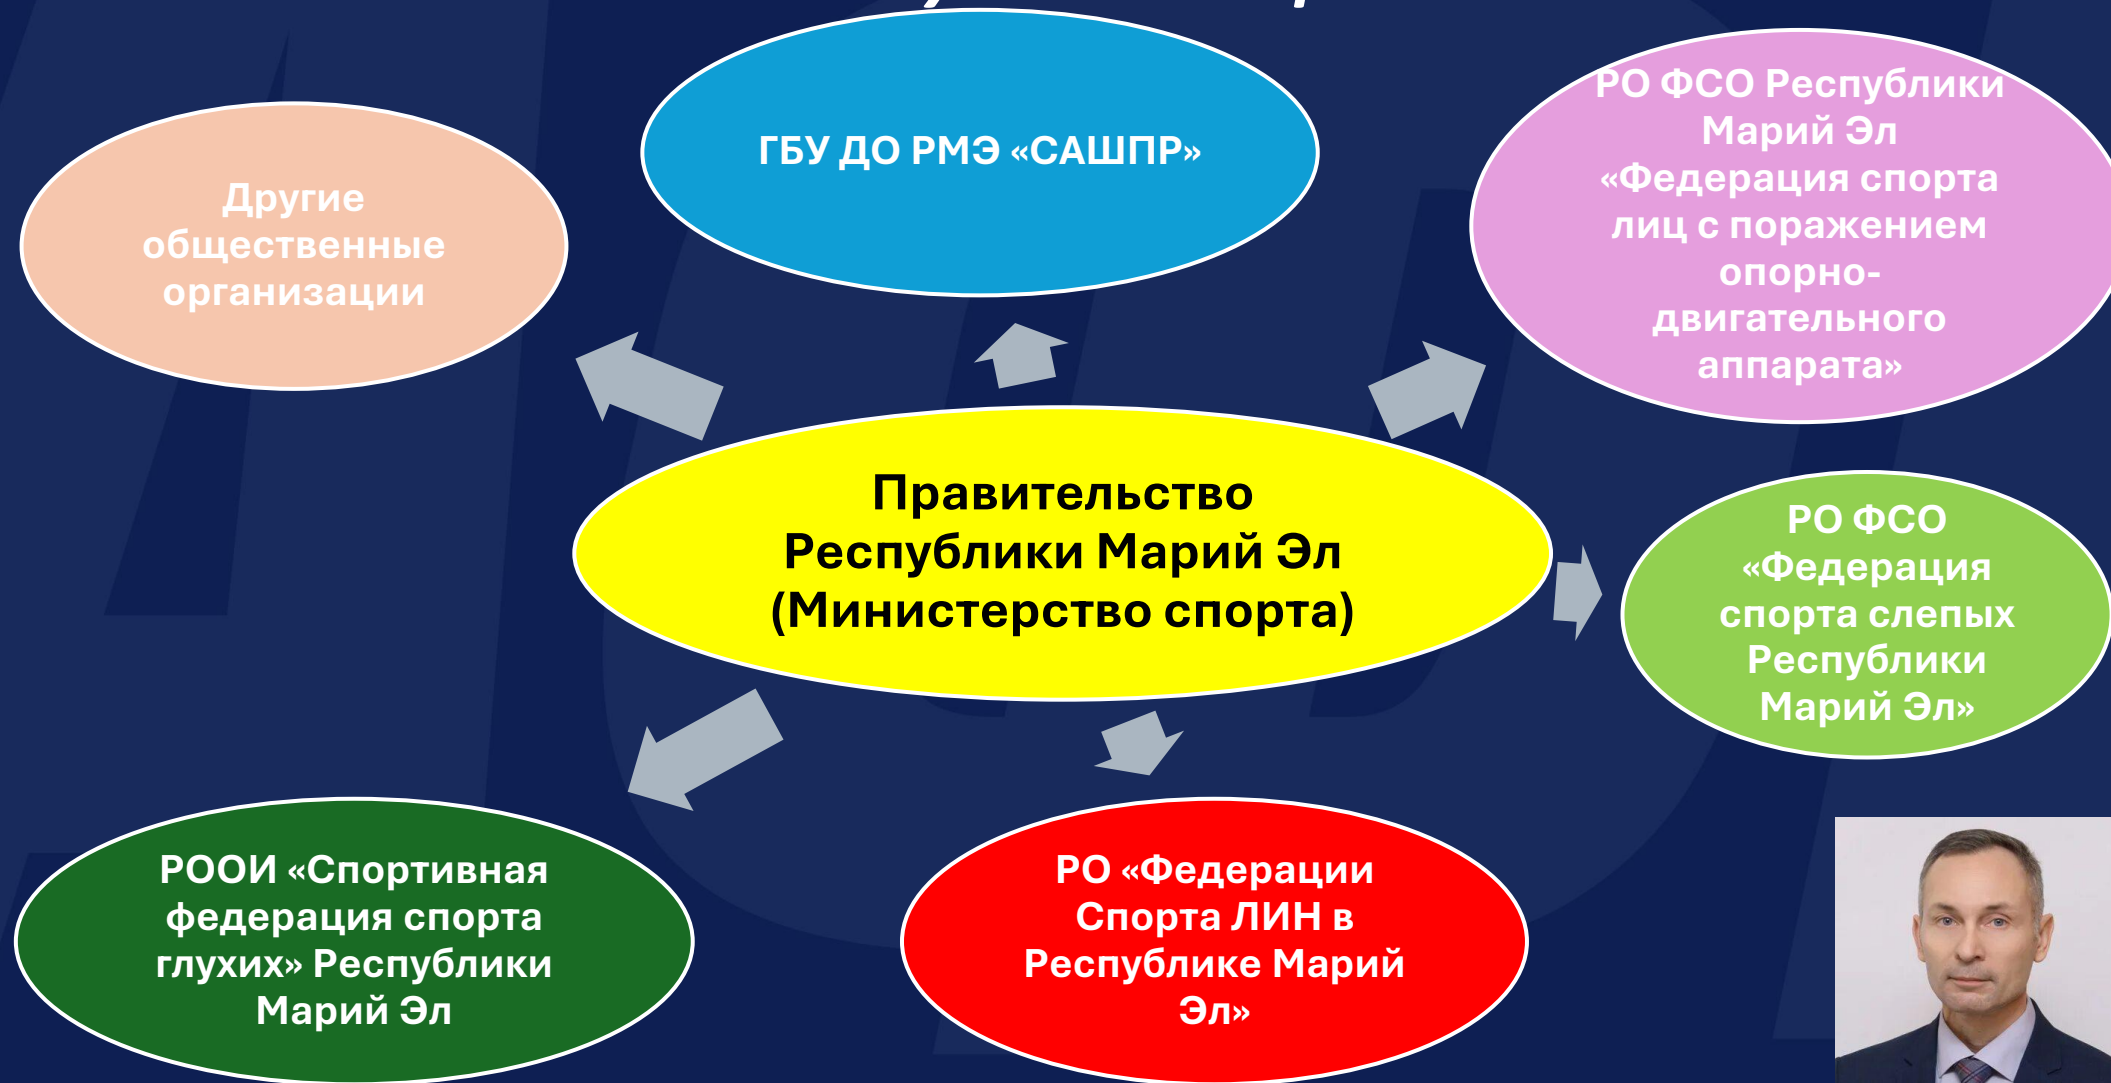 ГБУ ДО РМЭ «САШПР»
РО ФСО Республики
Марий Эл
«Федерация спорта
лиц с поражением
опорно-
двигательного
аппарата»
Другие
общественные
организации
Правительство
Республики Марий Эл
(Министерство спорта)
РО ФСО
«Федерация
спорта слепых
Республики
Марий Эл»
РООИ «Спортивная
федерация спорта
глухих» Республики
Марий Эл
РО «Федерации
Спорта ЛИН в
Республике Марий
Эл»